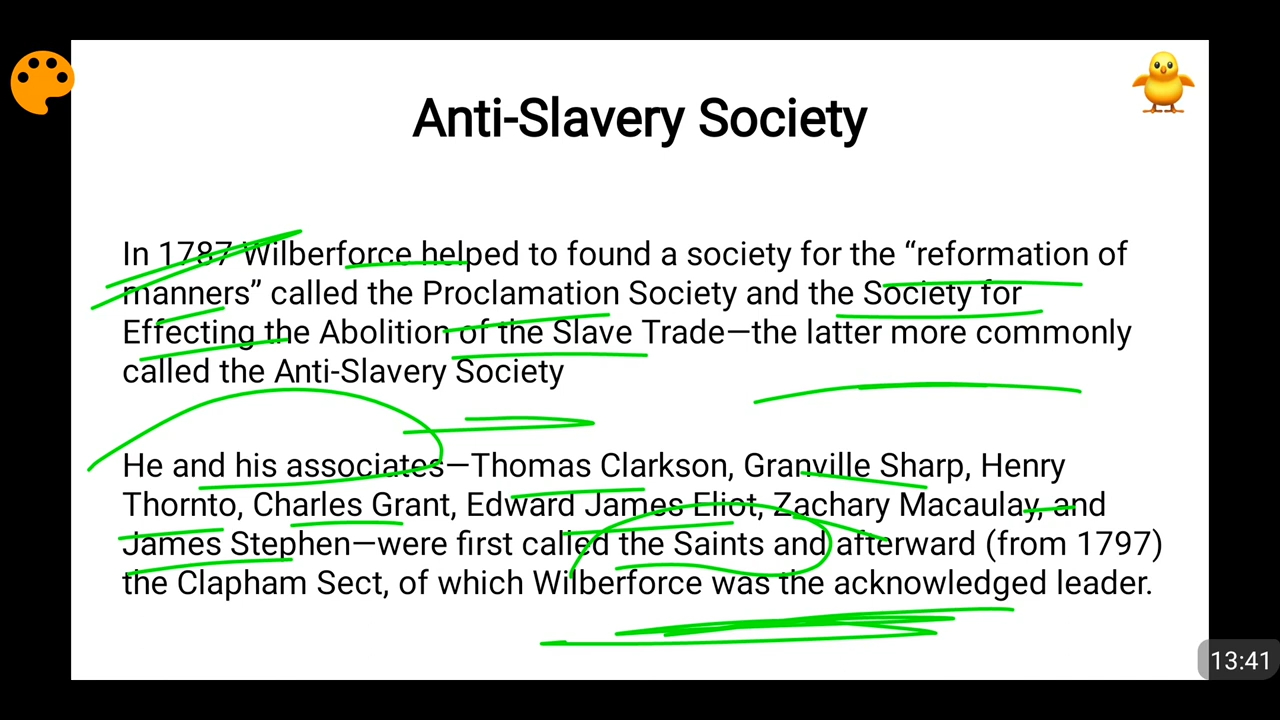 Anti-Slavery Society
In 1787 Wilberforce helped to found a society for the “reformation of
manners” called the Proclamation Society and the Society for
Effecting the Abolition of the Slave Trade—the latter more commonly
called the Anti-Slavery Society
He and his associates—Thomas Clarkson, Granville Sharp, Henry
Thornto, Charles Grant, Edward James Eliot, Zachary Macaulay, and
James Stephen—were first called the Saints and afterward (from 1797)
the Clapham Sect, of which Wilberforce was the acknowledged leader.
13:41